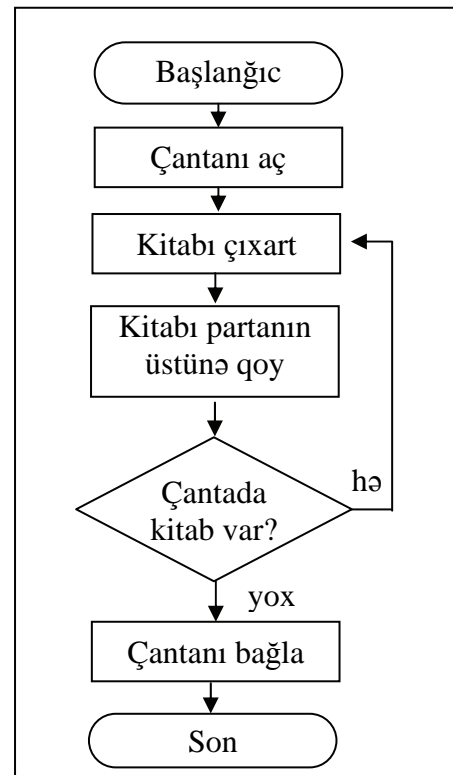 Başlanğıc
Çantanı aç
Kitabı çıxart
Kitabı partanın
üstünə qoy
Çantada
kitab var?
hə
yox
Çantanı bağla
Son